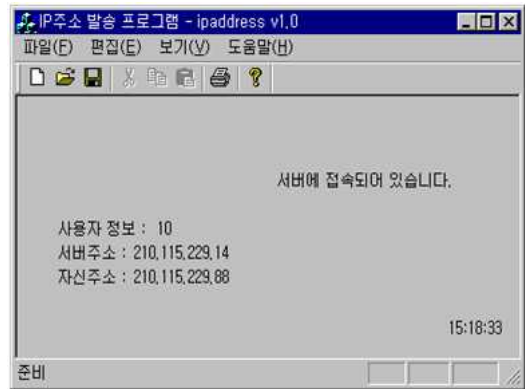 IP주소 발송 프로그램 - ipaddress v1.0
파일(F) 편집(E) 보기(V) 도움말(H)
서버에 접속되어 있습니다.
사용자 정보 : 10
서버주소 : 210.115.229.14
자신주소 : 210.115.229.88
15:18:33
준비